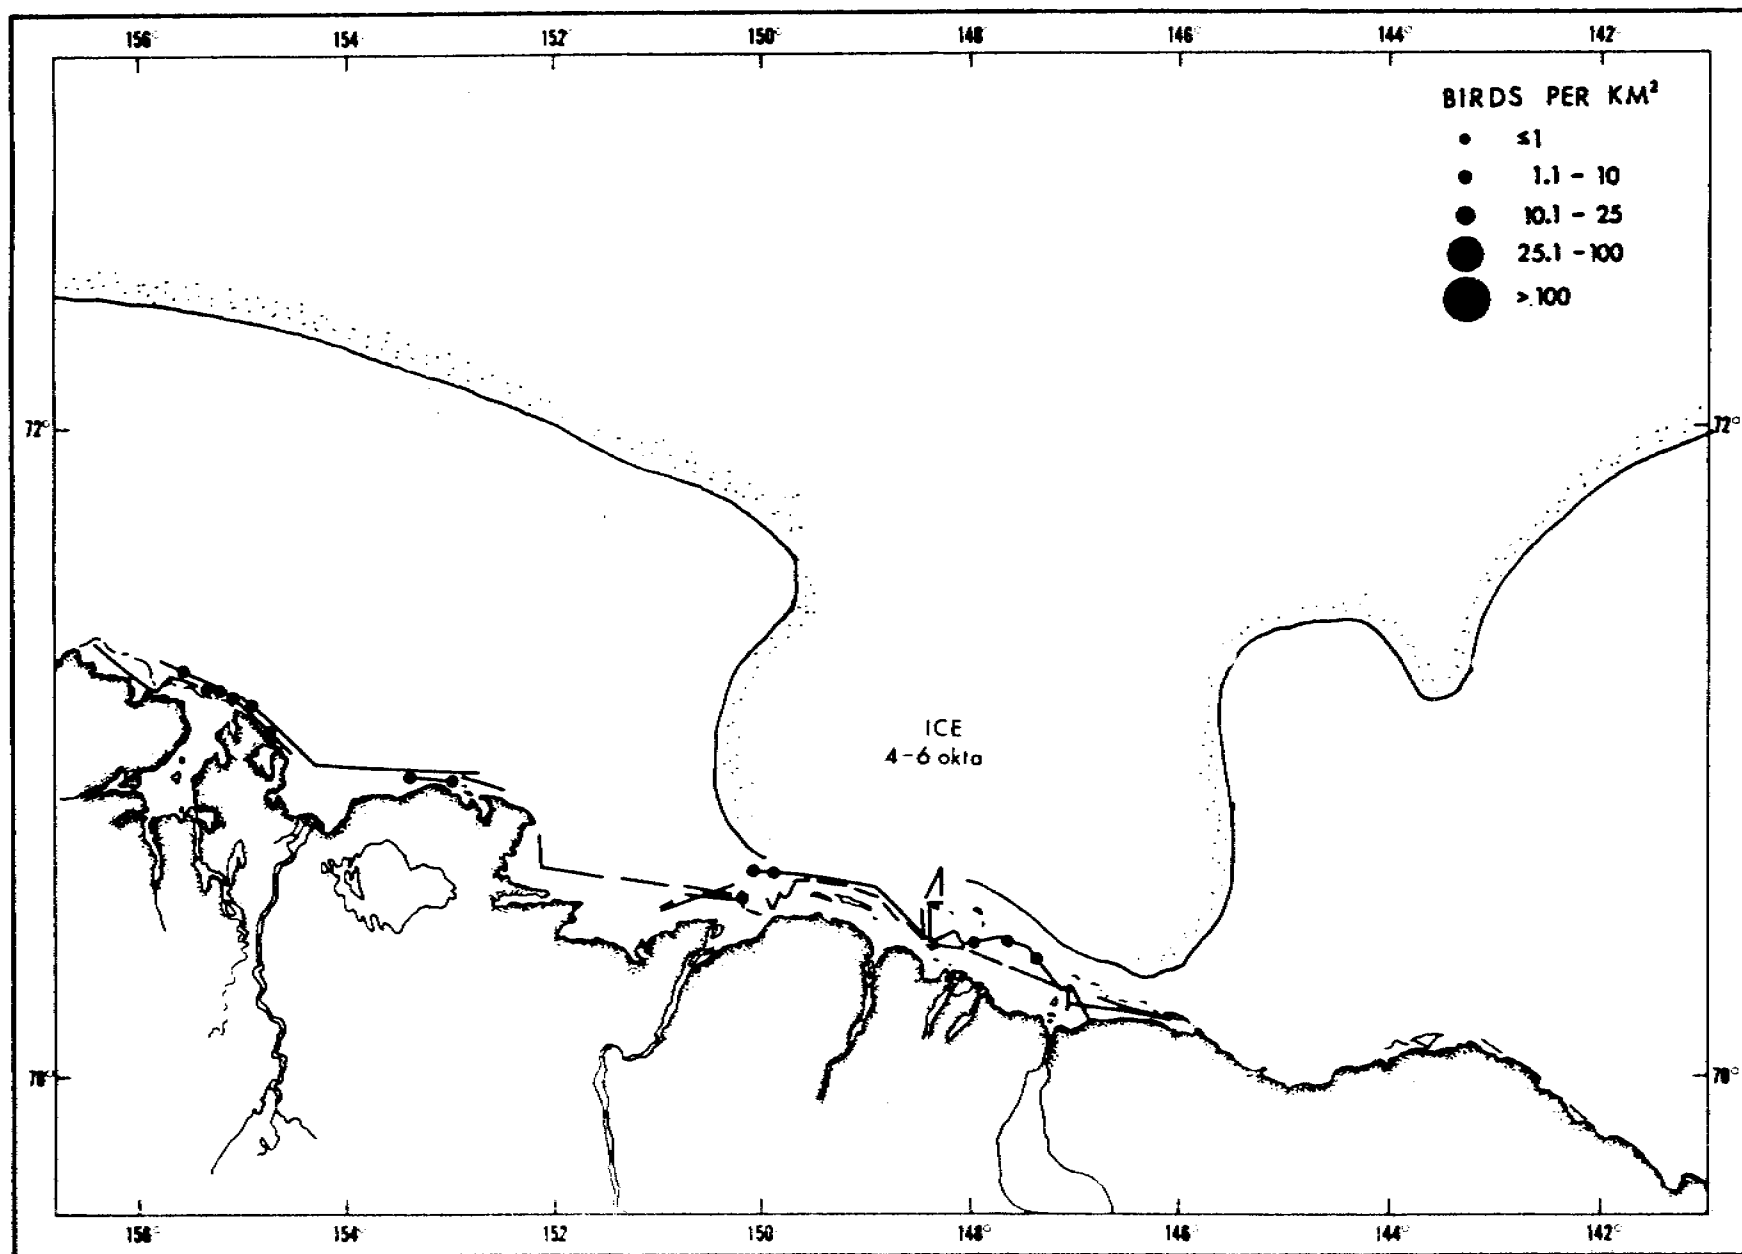 156° 154° 152° 150° 148 146° 144° 142°
BIRDS PER KM²
≤1
1.1 - 10
10.1 - 25
25.1 - 100
>100
72° 72°
ICE
4-6 okta
70° 70°
156° 154° 152 150° 148° 146° 144° 142°